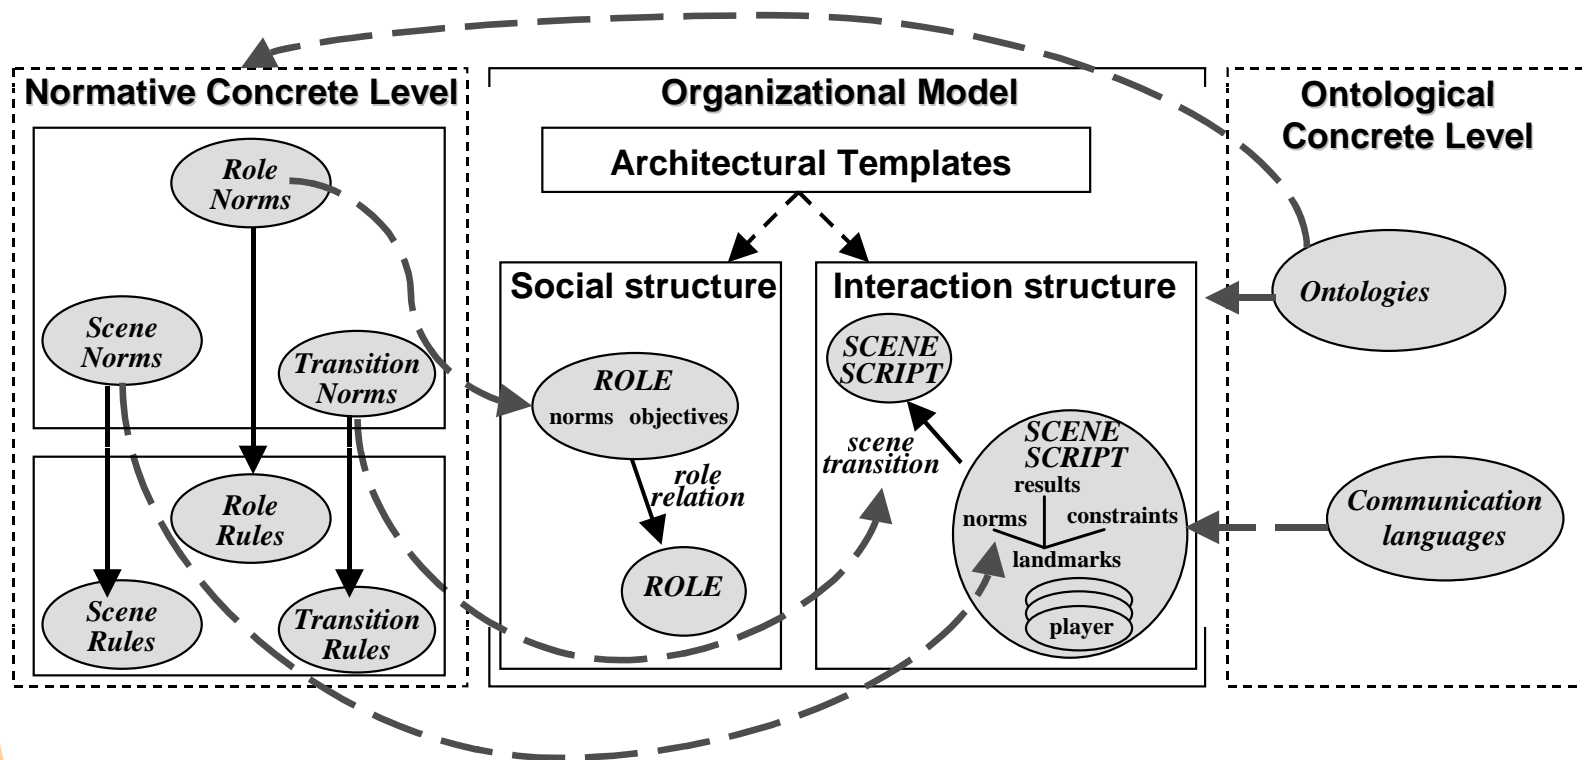 Normative Concrete Level
Role
Norms
Scene
Norms
Transition
Norms
Role
Rules
Scene
Rules
Transition
Rules
Organizational Model
Architectural Templates
Social structure
ROLE
norms objectives
role
relation
ROLE
Interaction structure
SCENE
SCRIPT
scene
transition
SCENE
SCRIPT
results
norms
constraints
landmarks
player
Ontological
Concrete Level
Ontologies
Communication
languages